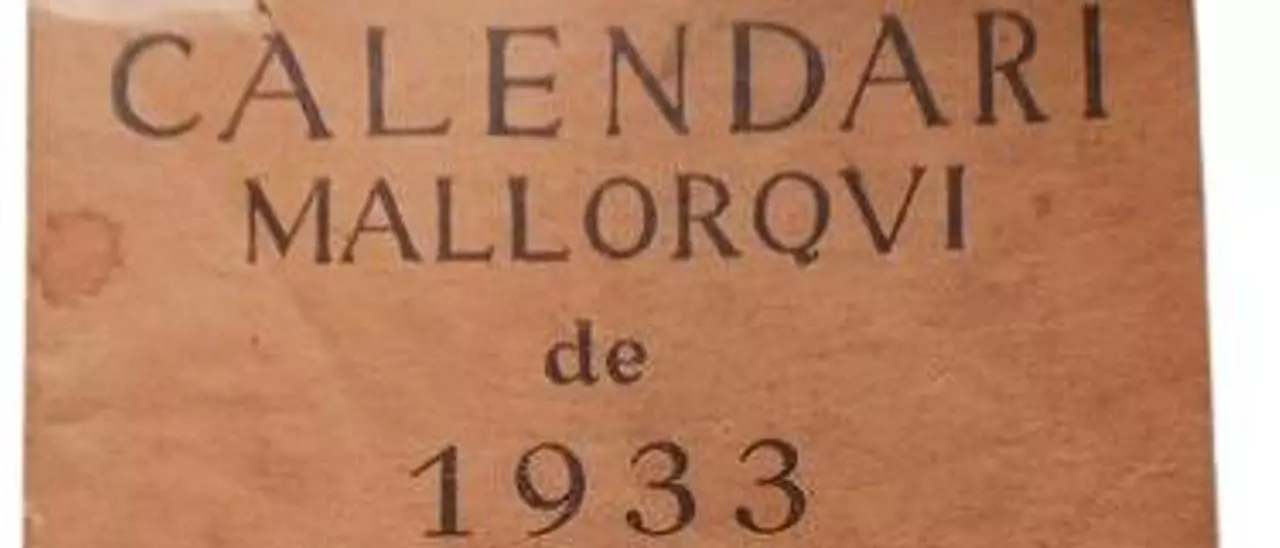 CALENDARI
MALLORQVI
de
1933